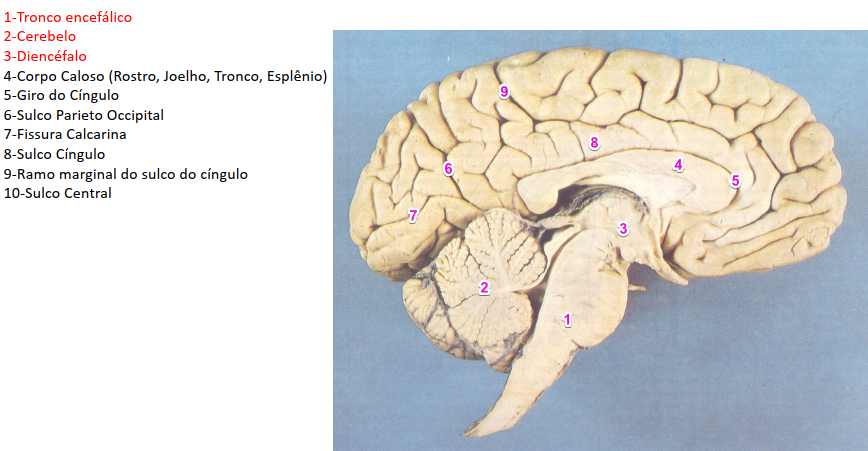 1-Tronco encefálico
2-Cerebelo
3-Diencéfalo
4-Corpo Caloso (Rostro, Joelho, Tronco, Esplênio)
5-Giro do Cíngulo
6-Sulco Parieto Occipital
7-Fissura Calcarina
8-Sulco Cíngulo
9-Ramo marginal do sulco do cíngulo
10-Sulco Central
9
8
4
6
5
7
3
2
1